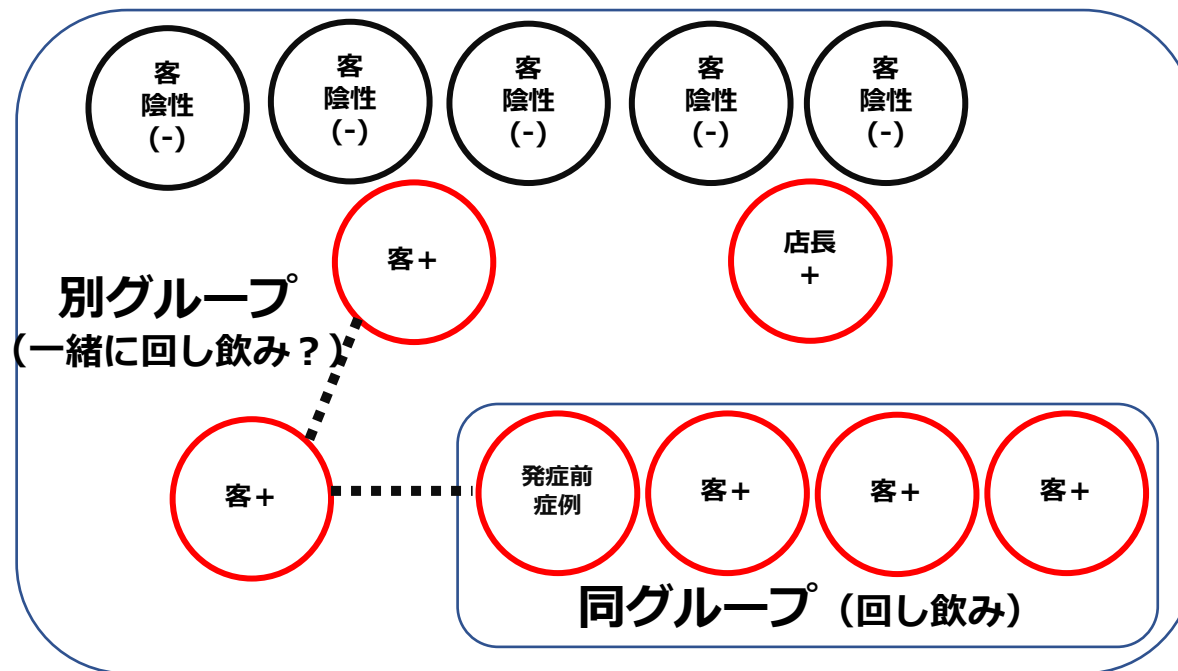 客
陰性
(-)
客
陰性
(-)
客
陰性
(-)
客
陰性
(-)
客
陰性
(-)
客＋
店長
＋
別グループ
（一緒に回し飲み？）
客＋
発症前
症例
客＋
客＋
客＋
同グループ（回し飲み）